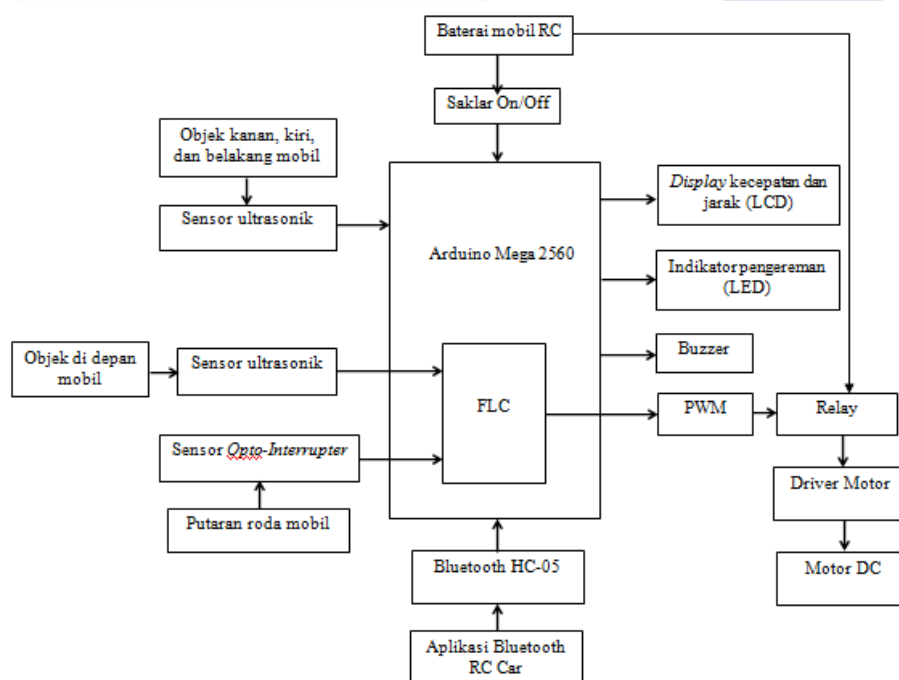 Baterai mobil RC
Saklar On/Off
Objek kanan, kiri,
dan belakang mobil
Sensor ultrasonik
Arduino Mega 2560
Display kecepatan dan
jarak (LCD)
Indikator pengereman
(LED)
Buzzer
Objek di depan
mobil
Sensor ultrasonik
FLC
PWM
Relay
Sensor Opto-Interrupter
Putaran roda mobil
Driver Motor
Motor DC
Bluetooth HC-05
Aplikasi Bluetooth
RC Car